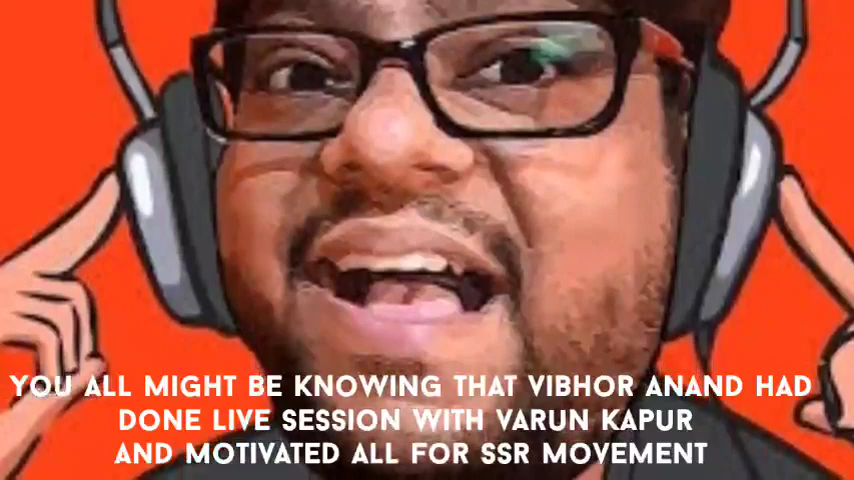 YOU ALL MIGHT BE KNOWING THAT VIBHOR ANAND HAD
DONE LIVE SESSION WITH VARUN KAPUR
AND MOTIVATED ALL FOR SSR MOVEMENT